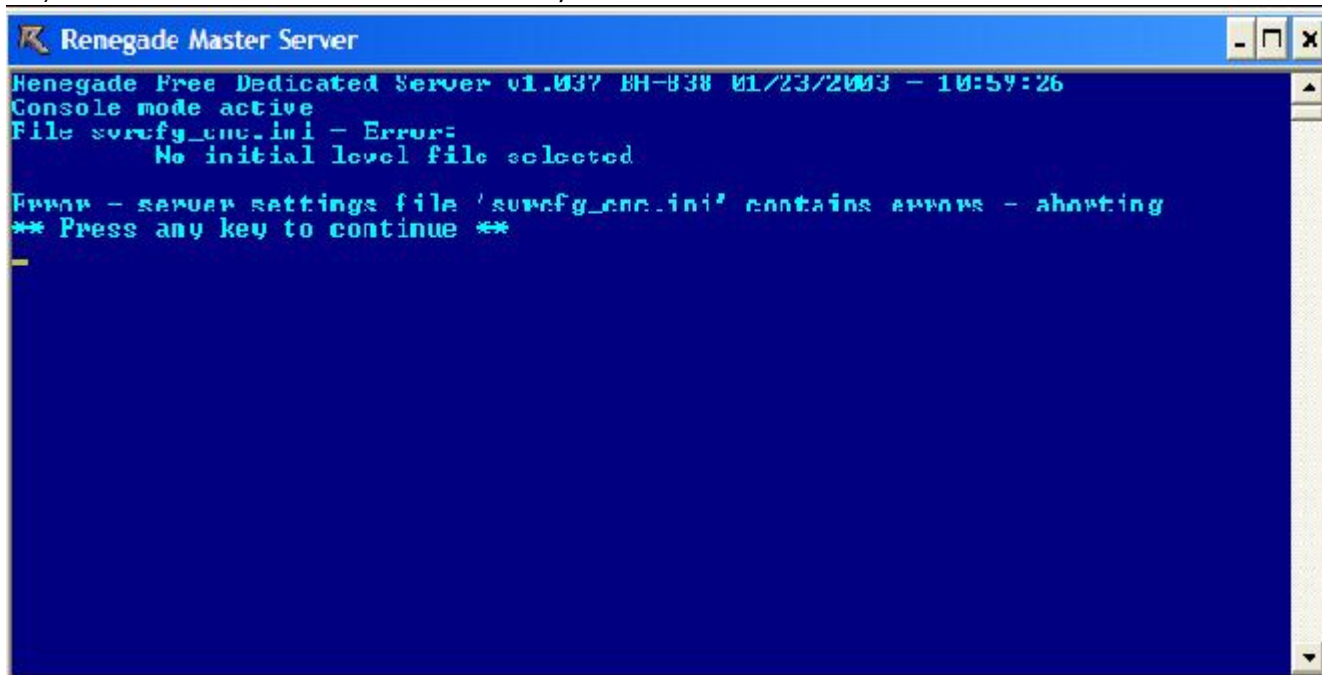 Renegade Master Server
Renegade Free Dedicated Server v1.037 BH-838 01/23/2003 - 10:59:26
Console mode active
File svrcfg_cnc.ini - Error:
No initial level file selected
Error - server settings file 'svrcfg_cnc.ini' contains errors - aborting
** Press any key to continue **